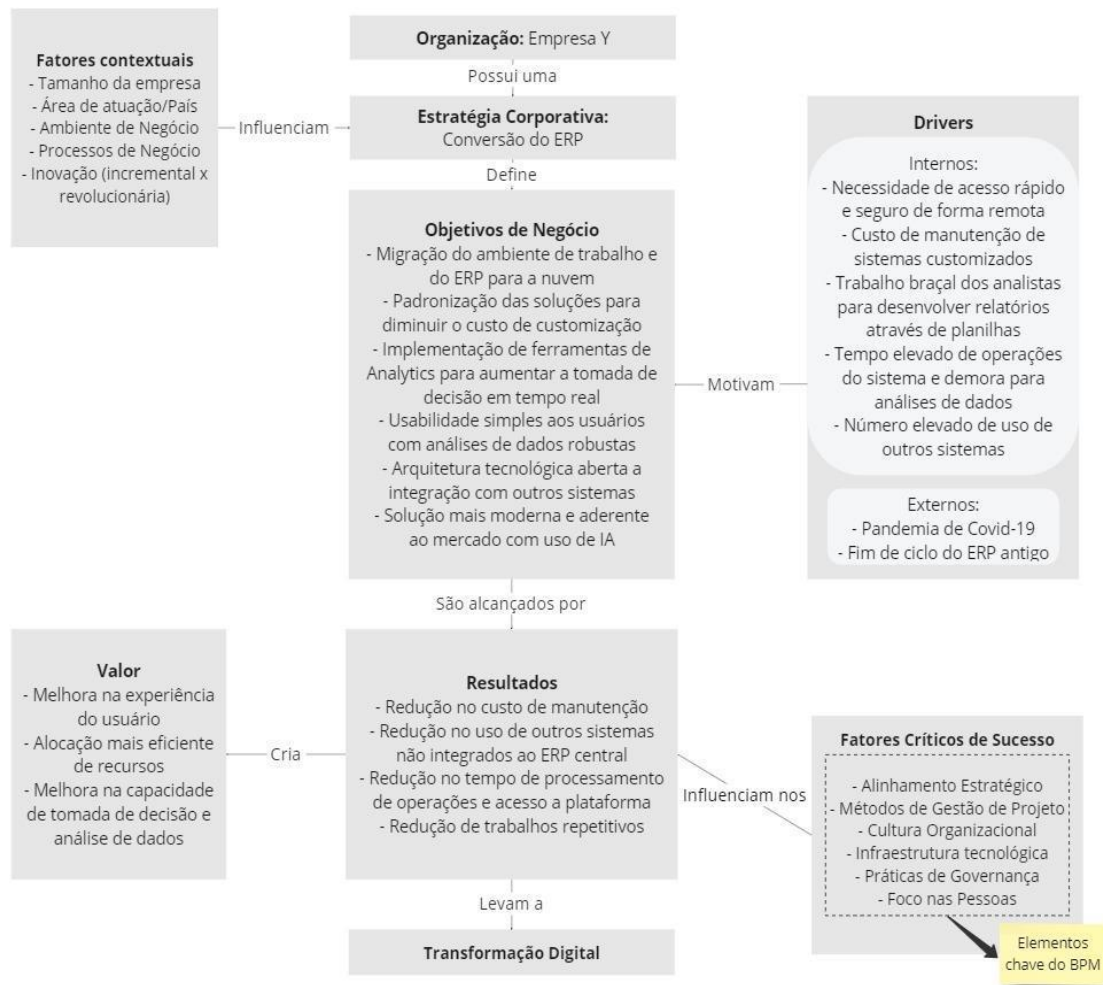 Organização: Empresa Y
Possui uma
Fatores contextuais
- Tamanho da empresa
- Área de atuação/País
- Ambiente de Negócio
- Processos de Negócio
- Inovação (incremental x
revolucionária)
Influenciam
Estratégia Corporativa:
Conversão do ERP
Define
Objetivos de Negócio
- Migração do ambiente de trabalho e
do ERP para a nuvem
- Padronização das soluções para
diminuir o custo de customização
- Implementação de ferramentas de
Analytics para aumentar a tomada de
decisão em tempo real
- Usabilidade simples aos usuários
com análises de dados robustas
- Arquitetura tecnológica aberta a
integração com outros sistemas
- Solução mais moderna e aderente
ao mercado com uso de IA
Motivam
Drivers
Internos:
- Necessidade de acesso rápido
e seguro de forma remota
- Custo de manutenção de
sistemas customizados
- Trabalho braçal dos analistas
para desenvolver relatórios
através de planilhas
- Tempo elevado de operações
do sistema e demora para
análises de dados
- Número elevado de uso de
outros sistemas
Externos:
- Pandemia de Covid-19
- Fim de ciclo do ERP antigo
São alcançados por
Valor
- Melhora na experiência
do usuário
- Alocação mais eficiente
de recursos
- Melhora na capacidade
de tomada de decisão e
análise de dados
Cria
Resultados
- Redução no custo de manutenção
- Redução no uso de outros sistemas
não integrados ao ERP central
- Redução no tempo de processamento
de operações e acesso a plataforma
- Redução de trabalhos repetitivos
Influenciam nos
Fatores Críticos de Sucesso
- Alinhamento Estratégico
- Métodos de Gestão de Projeto
- Cultura Organizacional
- Infraestrutura tecnológica
- Práticas de Governança
- Foco nas Pessoas
Elementos
chave do BPM
Levam a
Transformação Digital